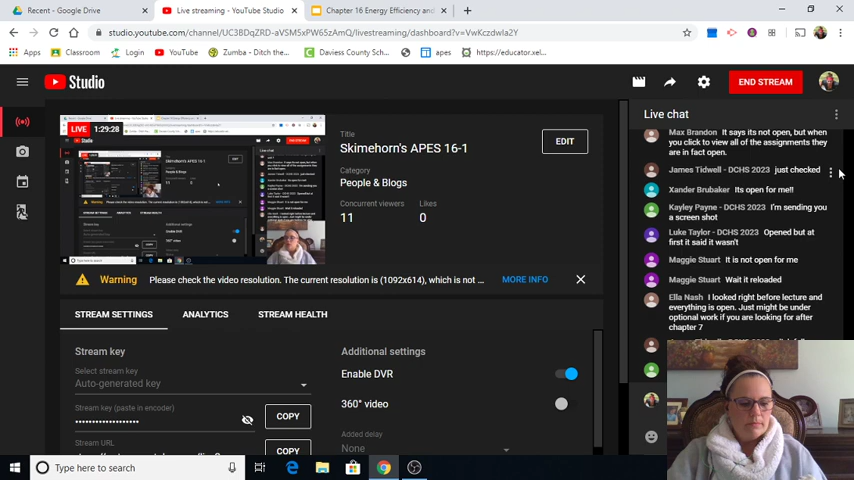 Recent - Google Drive
Live streaming - YouTube Studio
Chapter 16 Energy Efficiency and
studio.youtube.com/channel/UC3BDqZRD-aVSM5xPW65zAmQ/livestreaming/dashboard?v=VwKczdwla2Y
Apps
Classroom
Login
YouTube
Zumba - Ditch the...
Daviess County Sch...
apes
https://educator.xel...
Studio
END STREAM
LIVE 1:29:28
Title
Skimehorn's APES 16-1
EDIT
Category
People & Blogs
Concurrent viewers
Likes
11
0
Warning Please check the video resolution. The current resolution is (1092x614), which is not ...
MORE INFO
STREAM SETTINGS
ANALYTICS
STREAM HEALTH
Stream key
Select stream key
Auto-generated key
Stream key (paste in encoder)
••••••••••••••••••••
COPY
Stream URL
COPY
Additional settings
Enable DVR
360° video
Added delay
None
Live chat
Max Brandon It says its not open, but when
you click to view all of the assignments they
are in fact open.
James Tidwell - DCHS 2023 just checked
Xander Brubaker Its open for me!!
Kayley Payne - DCHS 2023 I'm sending you
a screen shot
Luke Taylor - DCHS 2023 Opened but at
first it said it wasn't
Maggie Stuart It is not open for me
Maggie Stuart Wait it reloaded
Ella Nash I looked right before lecture and
everything is open. Just might be under
optional work if you are looking for after
chapter 7
Type here to search